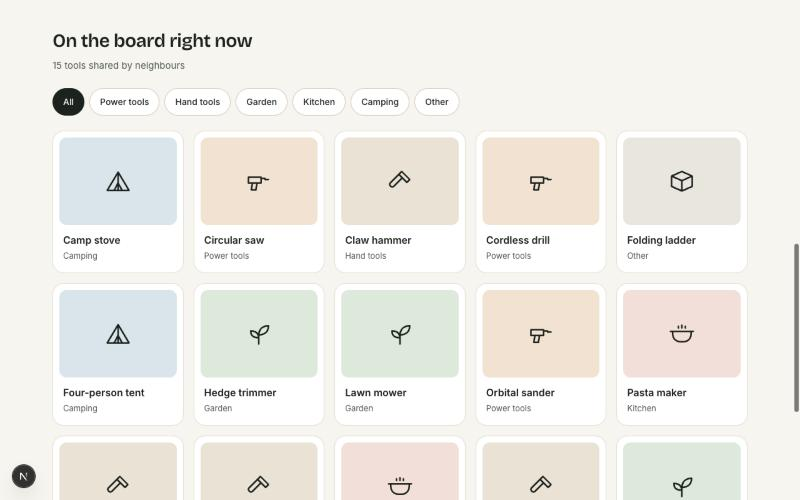 On the board right now
15 tools shared by neighbours
All Power tools Hand tools Garden Kitchen Camping Other
Camp stove
Camping
Circular saw
Power tools
Claw hammer
Hand tools
Cordless drill
Power tools
Folding ladder
Other
Four-person tent
Camping
Hedge trimmer
Garden
Lawn mower
Garden
Orbital sander
Power tools
Pasta maker
Kitchen
N